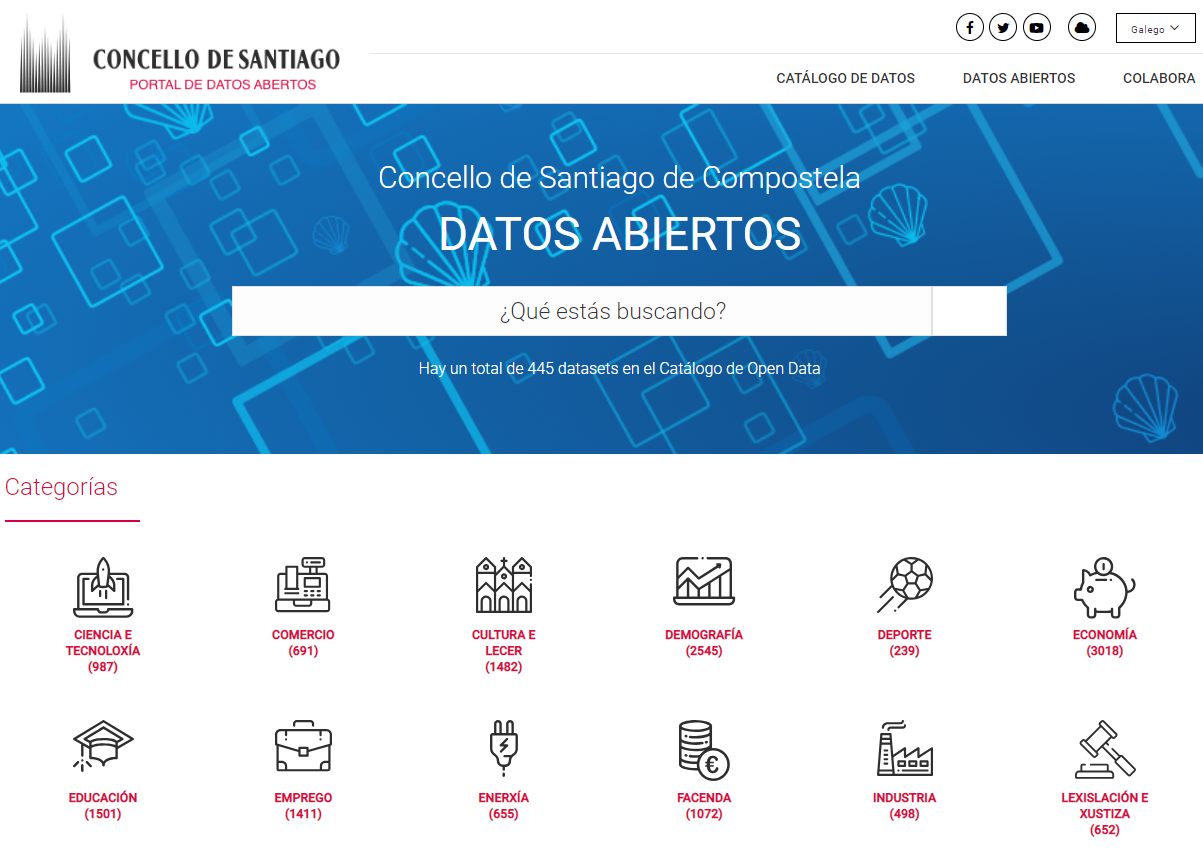 Galego
CONCELLO DE SANTIAGO
PORTAL DE DATOS ABERTOS
CATÁLOGO DE DATOS
DATOS ABIERTOS
COLABORA
Concello de Santiago de Compostela
DATOS ABIERTOS
¿Qué estás buscando?
Hay un total de 445 datasets en el Catálogo de Open Data
Categorías
CIENCIA E
TECNOLOXÍA
(987)
COMERCIO
(691)
CULTURA E
LECER
(1482)
DEMOGRAFÍA
(2545)
DEPORTE
(239)
ECONOMÍA
(3018)
EDUCACIÓN
(1501)
EMPREGO
(1411)
ENERXÍA
(655)
FACENDA
(1072)
INDUSTRIA
(498)
LEXISLACIÓN E
XUSTIZA
(652)